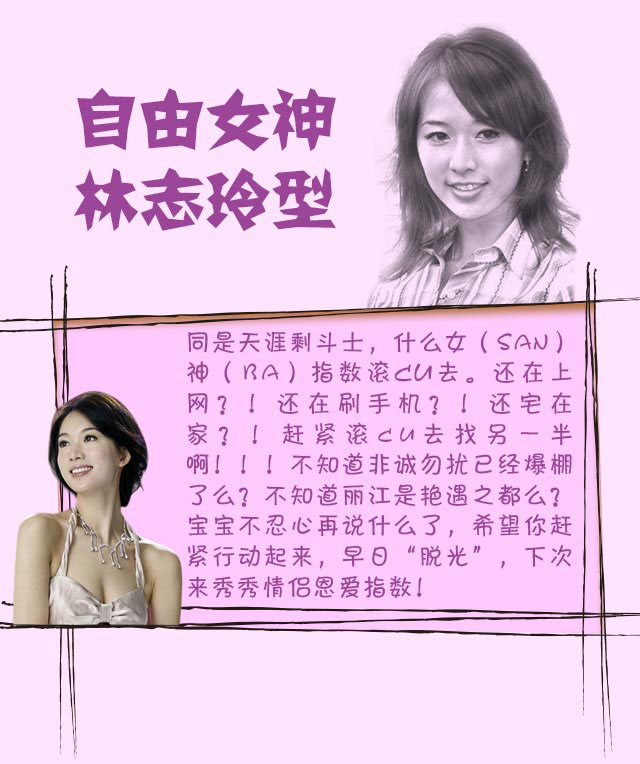 自由女神
林志玲型
同是天涯剩斗士，什么女（SAN）
神（BA）指数滚CU去。还在上
网？！还在刷手机？！还宅在
家？！赶紧滚cu去找另一半
啊！！！不知道非诚勿扰已经爆棚
了么？不知道丽江是艳遇之都么？
宝宝不忍心再说什么了，希望你赶
紧行动起来，早日“脱光”，下次
来秀秀情侣恩爱指数！